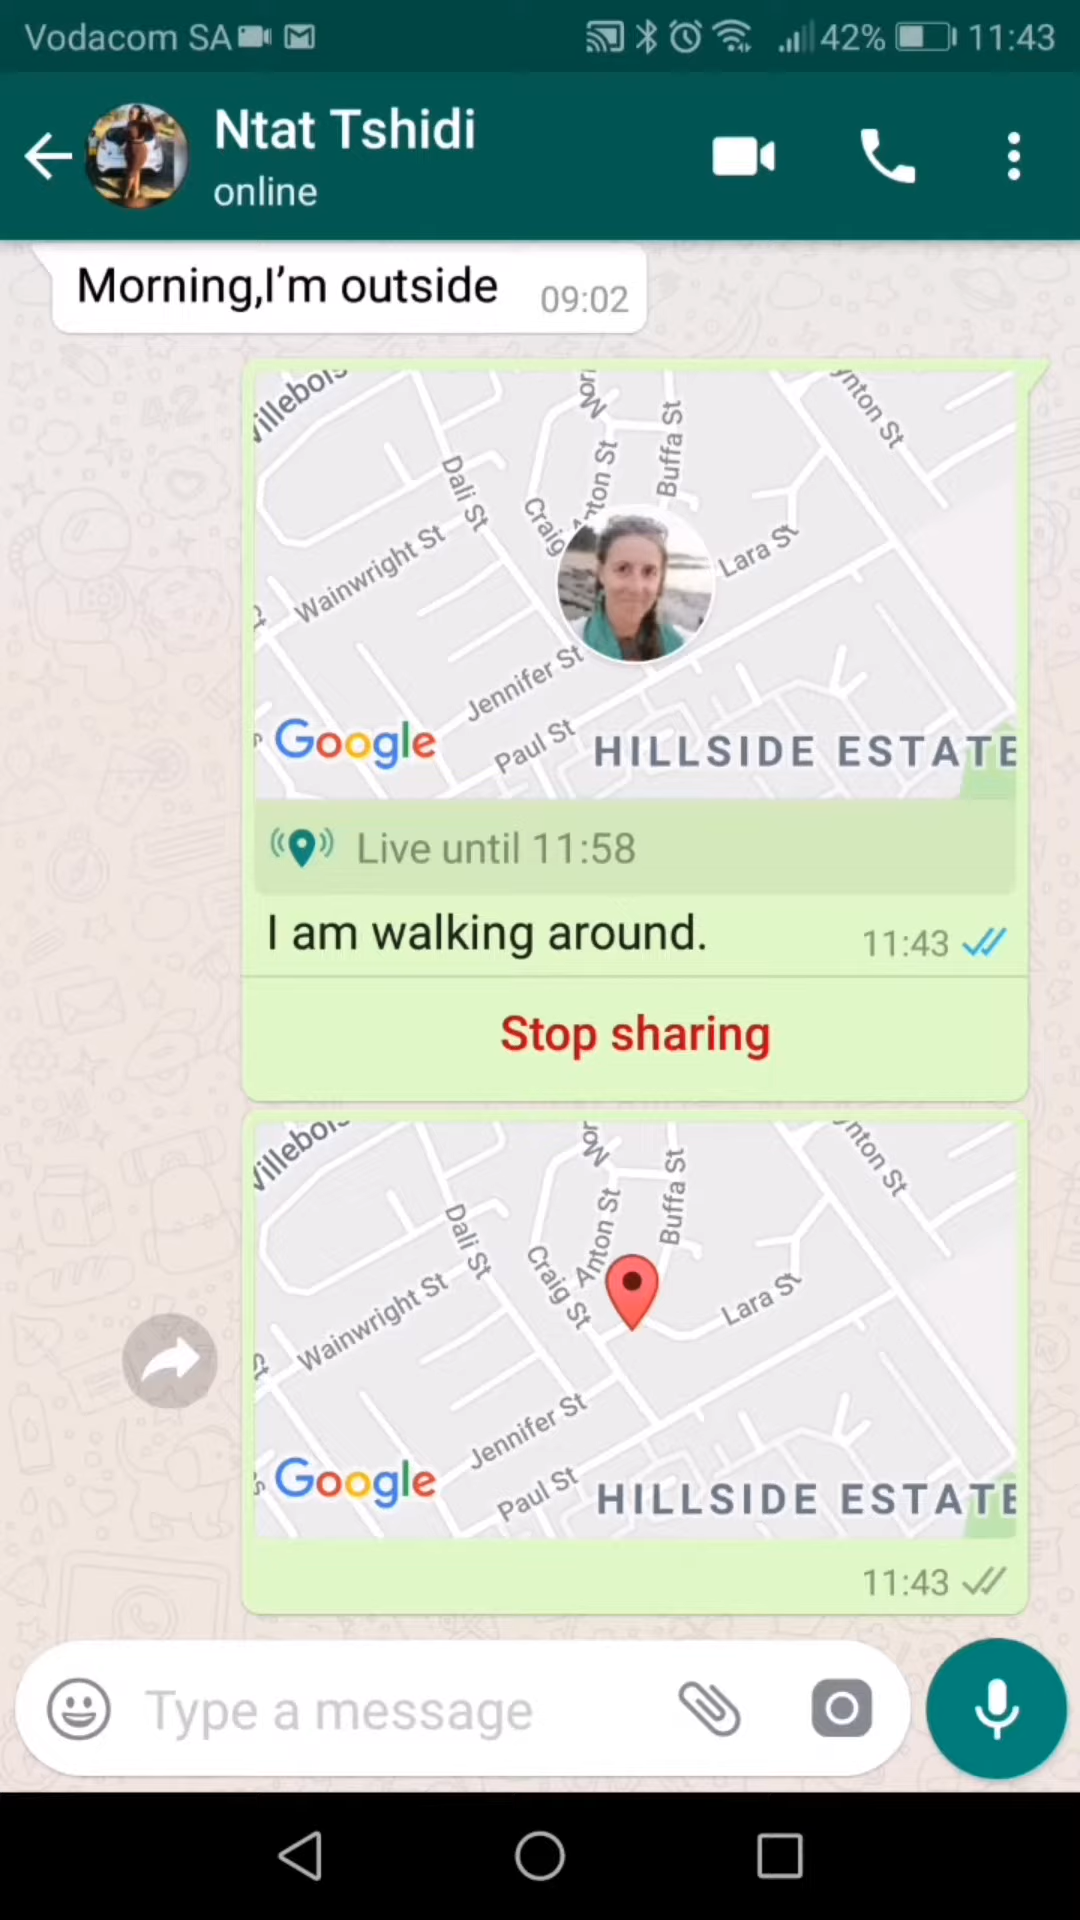 Vodacom SA
42%
11:43
Ntat Tshidi
online
Morning,I'm outside 09:02
Dali St
Wainwright St
Craig
Buffa St
Lara St
Jennifer St
Paul St
Google
HILLSIDE ESTATE
Live until 11:58
I am walking around. 11:43
Stop sharing
Dali St
Wainwright St
Craig St
Anton St
Buffa St
Lara St
Jennifer St
Paul St
Google
HILLSIDE ESTATE
11:43
Type a message